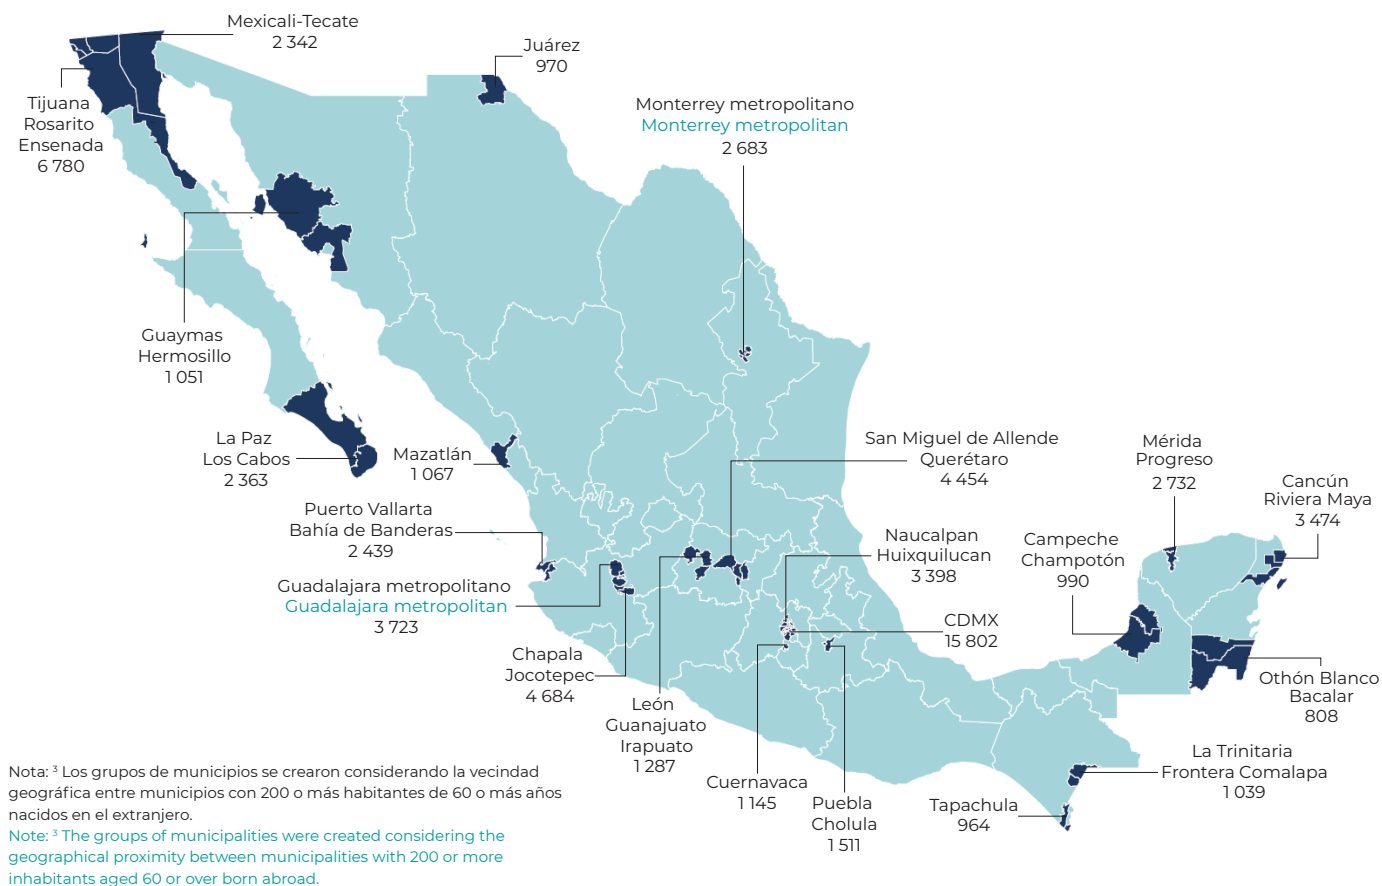 Mexicali-Tecate
2 342
Juárez
970
Tijuana
Rosarito
Ensenada
6 780
Monterrey metropolitano
Monterrey metropolitan
2 683
Guaymas
Hermosillo
1 051
La Paz
Los Cabos
2 363
Mazatlán
1 067
San Miguel de Allende
Querétaro
4 454
Mérida
Progreso
2 732
Cancún
Riviera Maya
3 474
Puerto Vallarta
Bahía de Banderas
2 439
Naucalpan
Huixquilucan
3 398
Campeche
Champotón
990
Guadalajara metropolitano
Guadalajara metropolitan
3 723
CDMX
15 802
Chapala
Jocotepec
4 684
Othón Blanco
Bacalar
808
León
Guanajuato
Irapuato
1 287
La Trinitaria
Frontera Comalapa
1 039
Cuernavaca
1 145
Puebla
Cholula
1 511
Tapachula
964
Nota: ³ Los grupos de municipios se crearon considerando la vecindad
geográfica entre municipios con 200 o más habitantes de 60 o más años
nacidos en el extranjero.
Note: ³ The groups of municipalities were created considering the
geographical proximity between municipalities with 200 or more
inhabitants aged 60 or over born abroad.